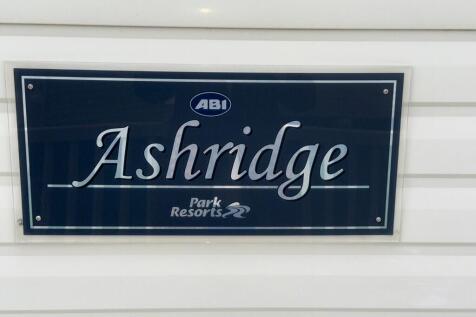 ABI
Ashridge
Park
Resorts